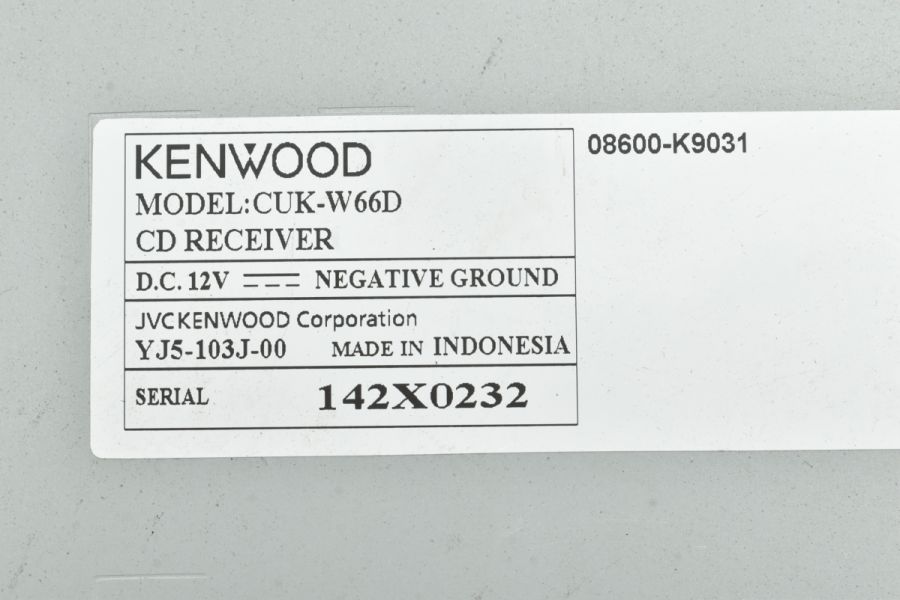 KENWOOD
MODEL:CUK-W66D
CD RECEIVER
D.C. 12V NEGATIVE GROUND
JVCKENWOOD Corporation
YJ5-103J-00 MADE IN INDONESIA
SERIAL 142X0232
08600-K9031